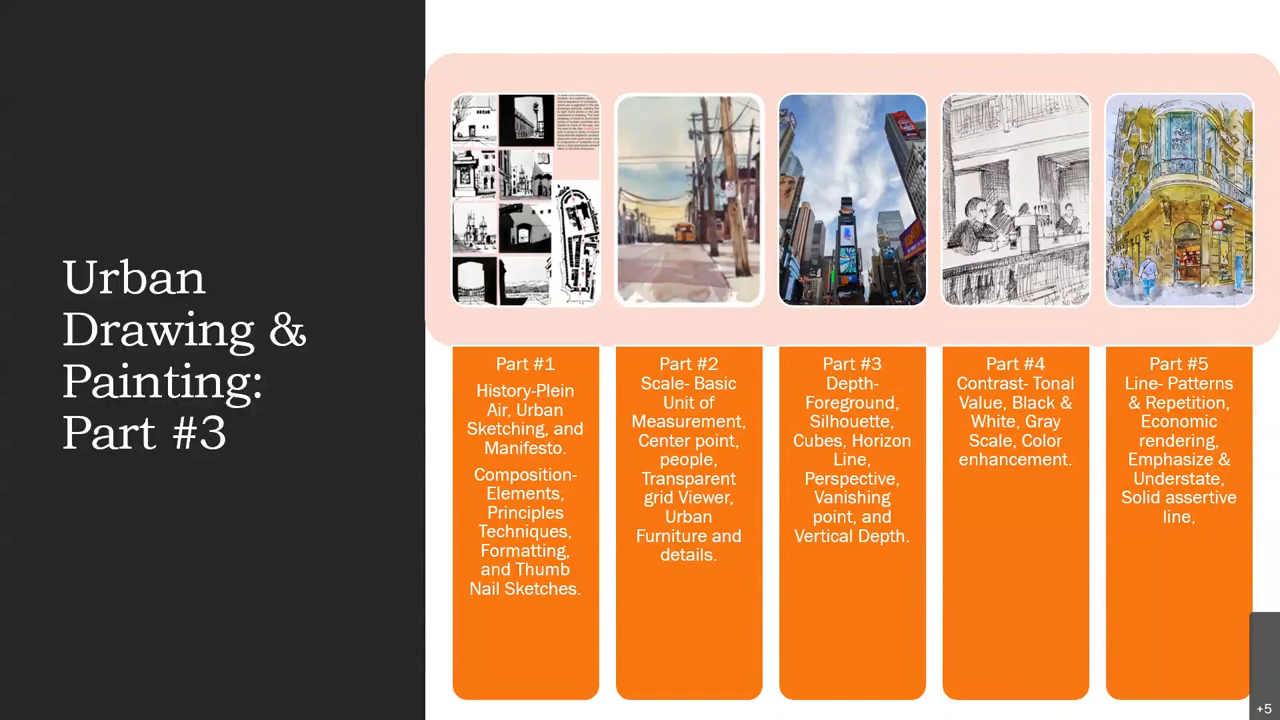 Urban
Drawing &
Painting:
Part #3
Part #1
History-Plein
Air, Urban
Sketching, and
Manifesto.
Composition-
Elements,
Principles
Techniques,
Formatting,
and Thumb
Nail Sketches.
Part #2
Scale- Basic
Unit of
Measurement,
Center point,
people,
Transparent
grid Viewer,
Urban
Furniture and
details.
Part #3
Depth-
Foreground,
Silhouette,
Cubes, Horizon
Line,
Perspective,
Vanishing
point, and
Vertical Depth.
Part #4
Contrast- Tonal
Value, Black &
White, Gray
Scale, Color
enhancement.
Part #5
Line- Patterns
& Repetition,
Economic
rendering,
Emphasize &
Understate,
Solid assertive
line,
+5